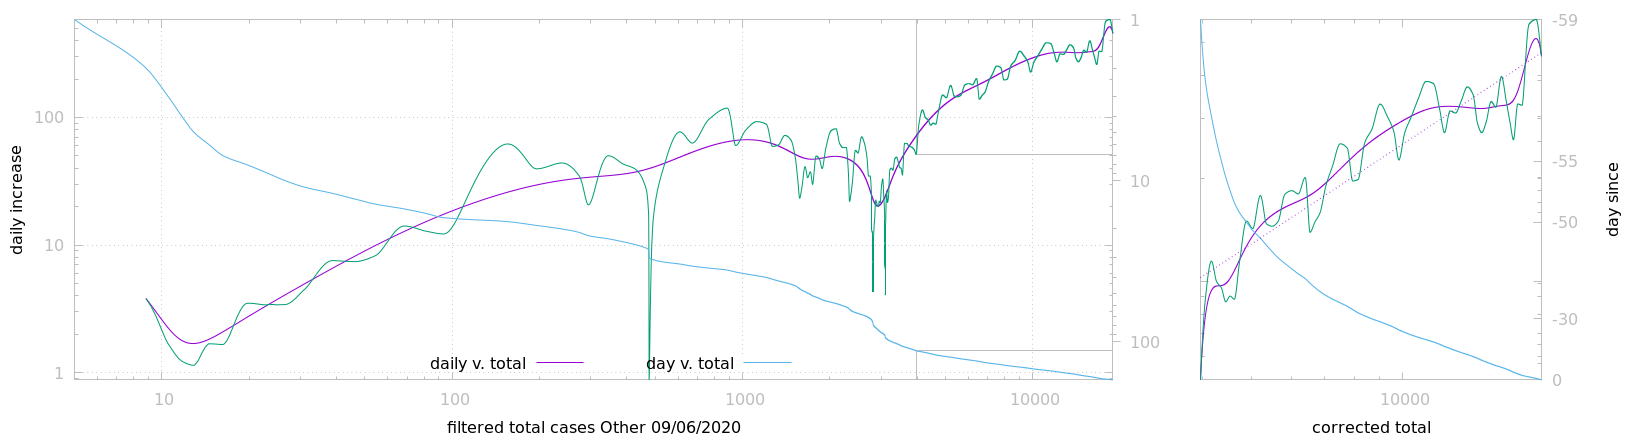 daily increase
100
10
1
10
100
1000
10000
1
10
100
filtered total cases Other 09/06/2020
daily v. total
day v. total
10000
-59
-55
-50
-30
0
day since
corrected total